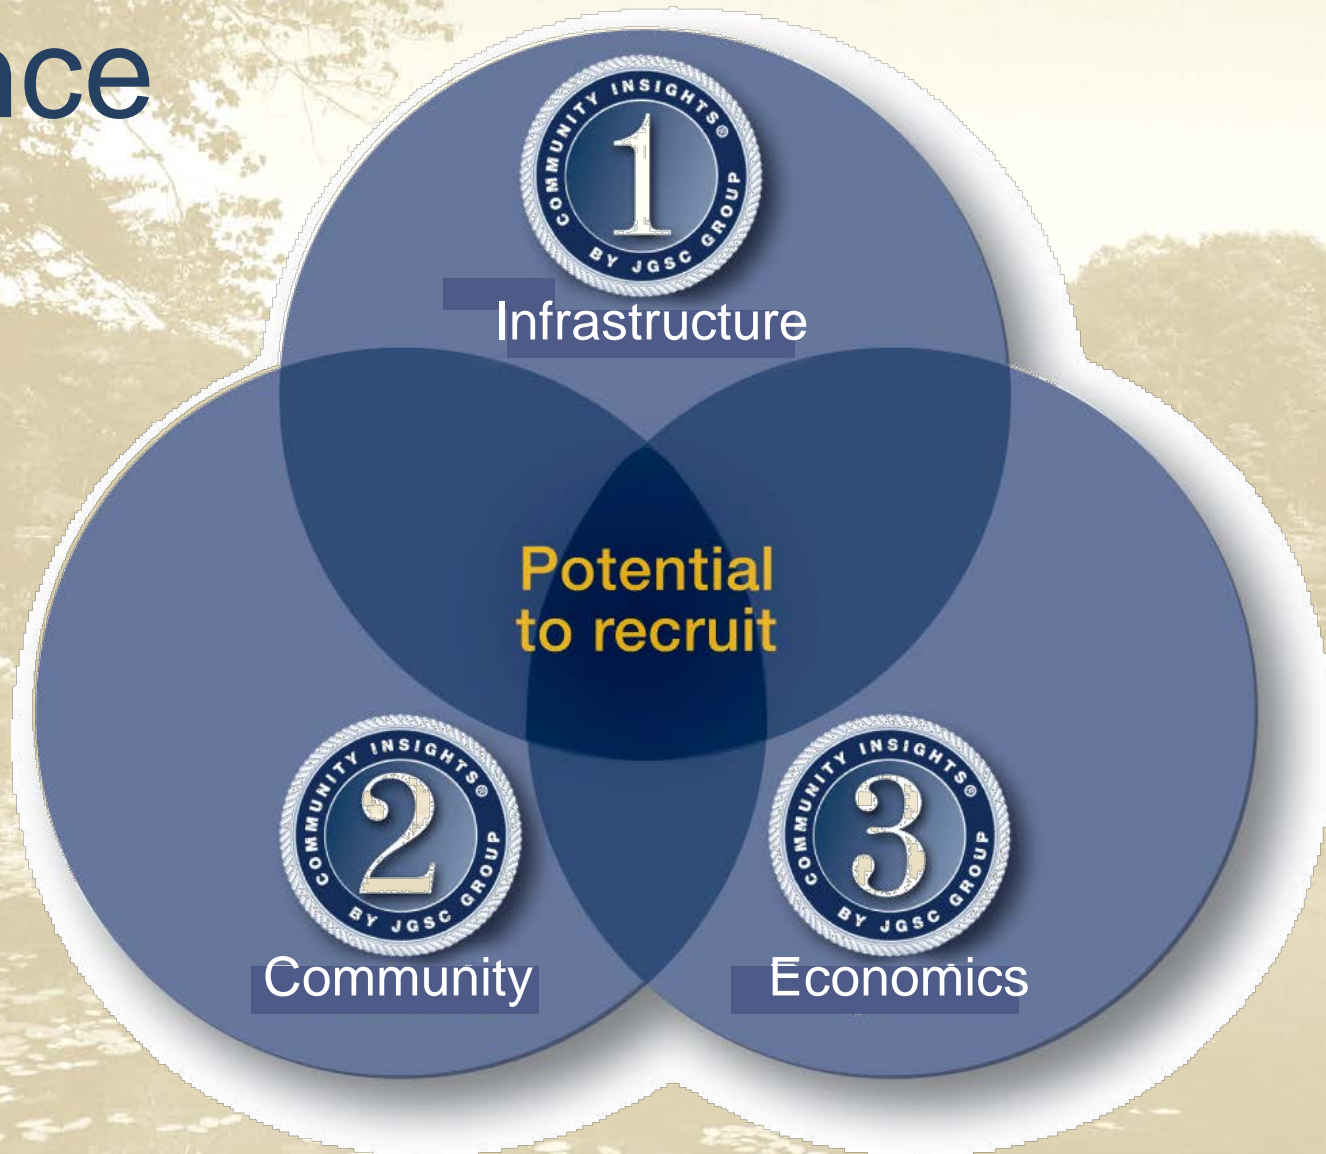 nce
COMMUNITY INSIGHTS®
1
BY JGSC GROUP
Infrastructure
Potential
to recruit
COMMUNITY INSIGHTS®
2
BY JGSC GROUP
Community
COMMUNITY INSIGHTS®
3
BY JGSC GROUP
Economics